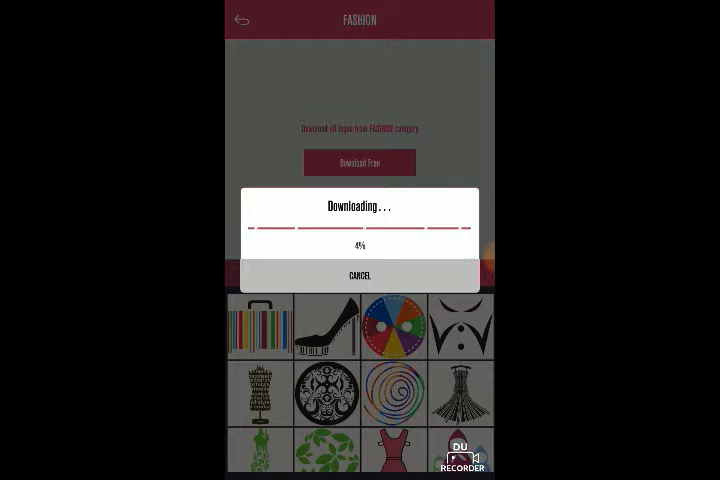 FASHION
Download all logos from FASHION category
Download Free
Downloading...
4%
CANCEL
DU
RECORDER